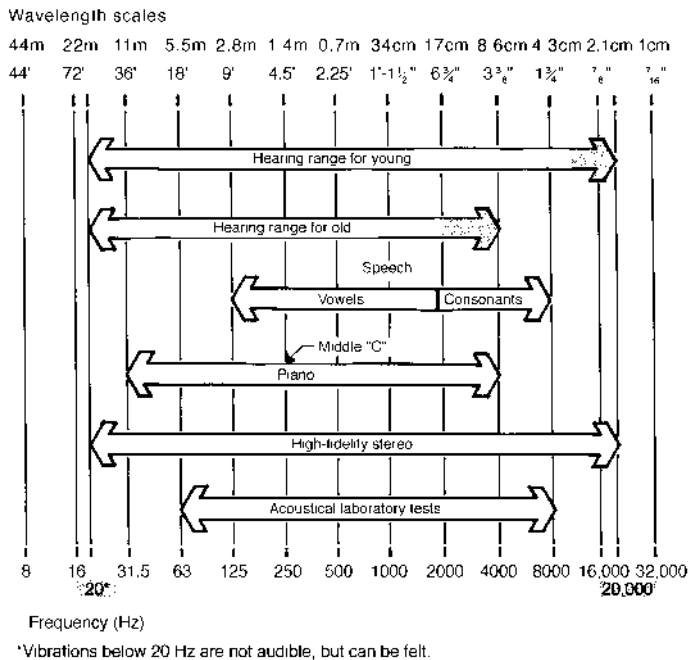 Wavelength scales
44m 22m 11m 5.5m 2.8m 1 4m 0.7m 34cm 17cm 8 6cm 4 3cm 2.1cm 1cm
44' 72' 36' 18' 9' 4.5' 2.25' 1'-1½" 6¾" 3⅜" 1¾" ⅞" 7/16"
Hearing range for young
Hearing range for old
Speech
Vowels Consonants
Middle "C"
Piano
High-fidelity stereo
Acoustical laboratory tests
8 16 31.5 63 125 250 500 1000 2000 4000 8000 16,000 32,000
20* 20,000
Frequency (Hz)
*Vibrations below 20 Hz are not audible, but can be felt.